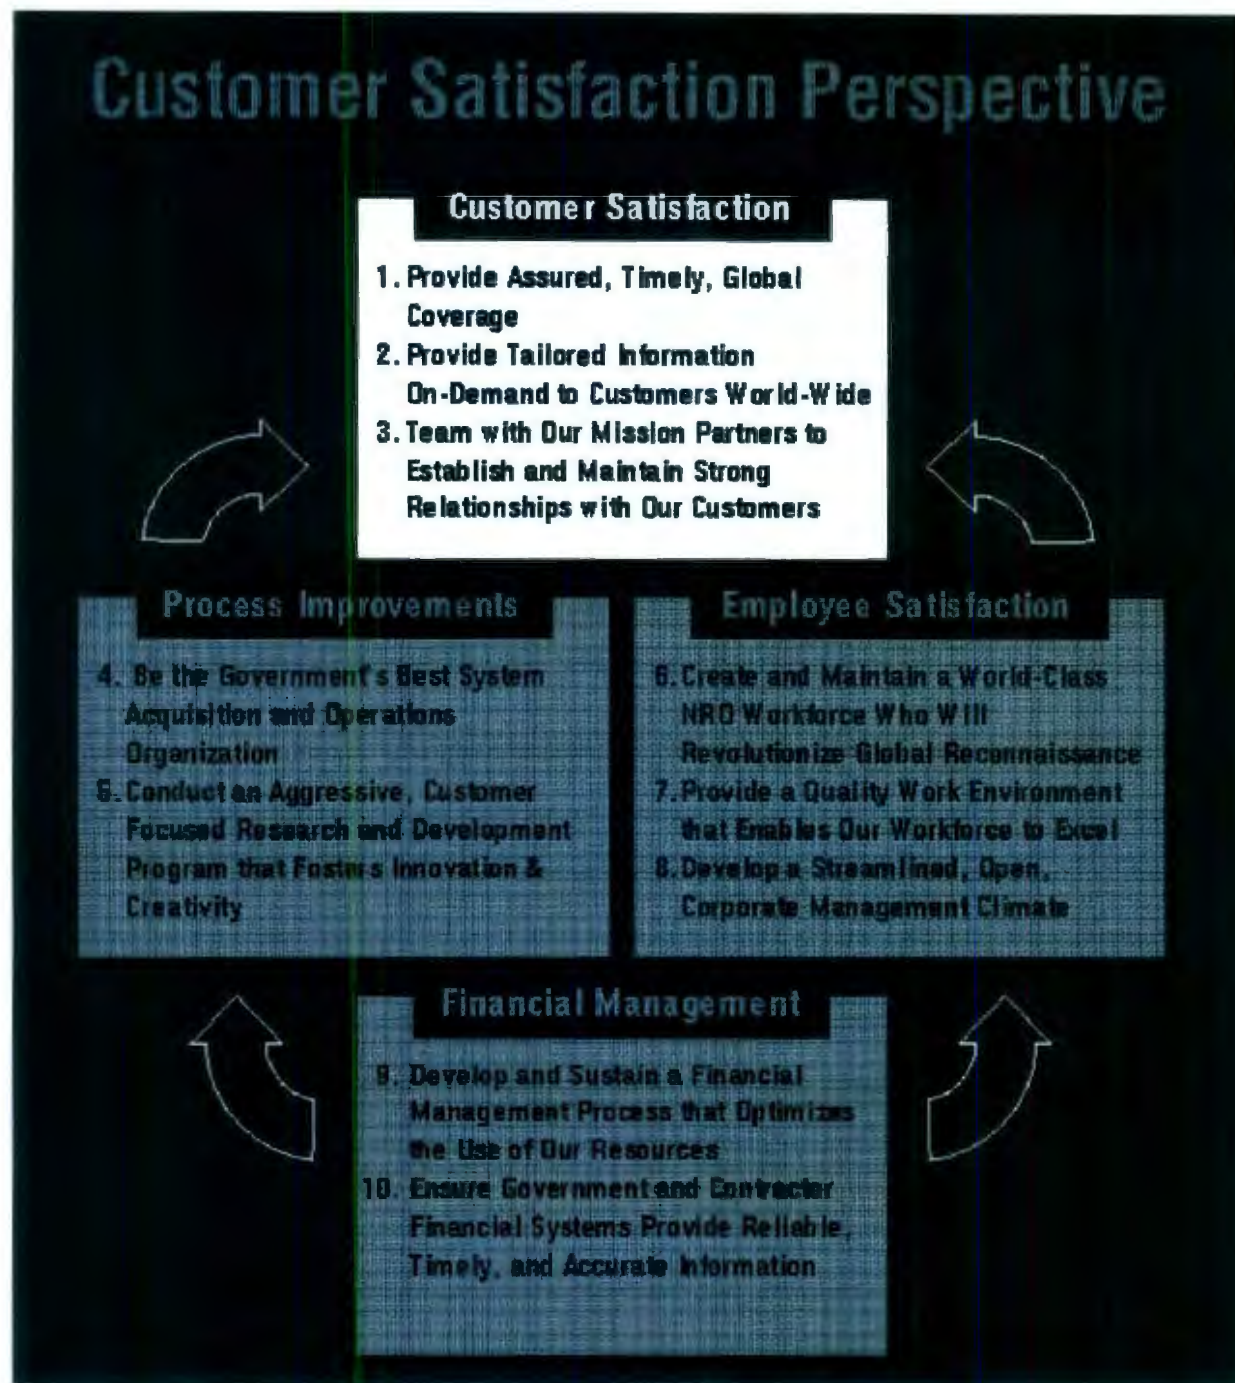 Customer Satisfaction Perspective
Customer Satisfaction
1. Provide Assured, Timely, Global
Coverage
2. Provide Tailored Information
On-Demand to Customers World-Wide
3. Team with Our Mission Partners to
Establish and Maintain Strong
Relationships with Our Customers
Process Improvements
4. Be the Government's Best System
Acquisition and Operations
Organization
5. Conduct an Aggressive, Customer
Focused Research and Development
Program that Fosters Innovation &
Creativity
Employee Satisfaction
6. Create and Maintain a World-Class
NRO Workforce Who Will
Revolutionize Global Reconnaissance
7. Provide a Quality Work Environment
that Enables Our Workforce to Excel
8. Develop a Streamlined, Open,
Corporate Management Climate
Financial Management
9. Develop and Sustain a Financial
Management Process that Optimizes
the Use of Our Resources
10. Ensure Government and Contractor
Financial Systems Provide Reliable,
Timely, and Accurate Information